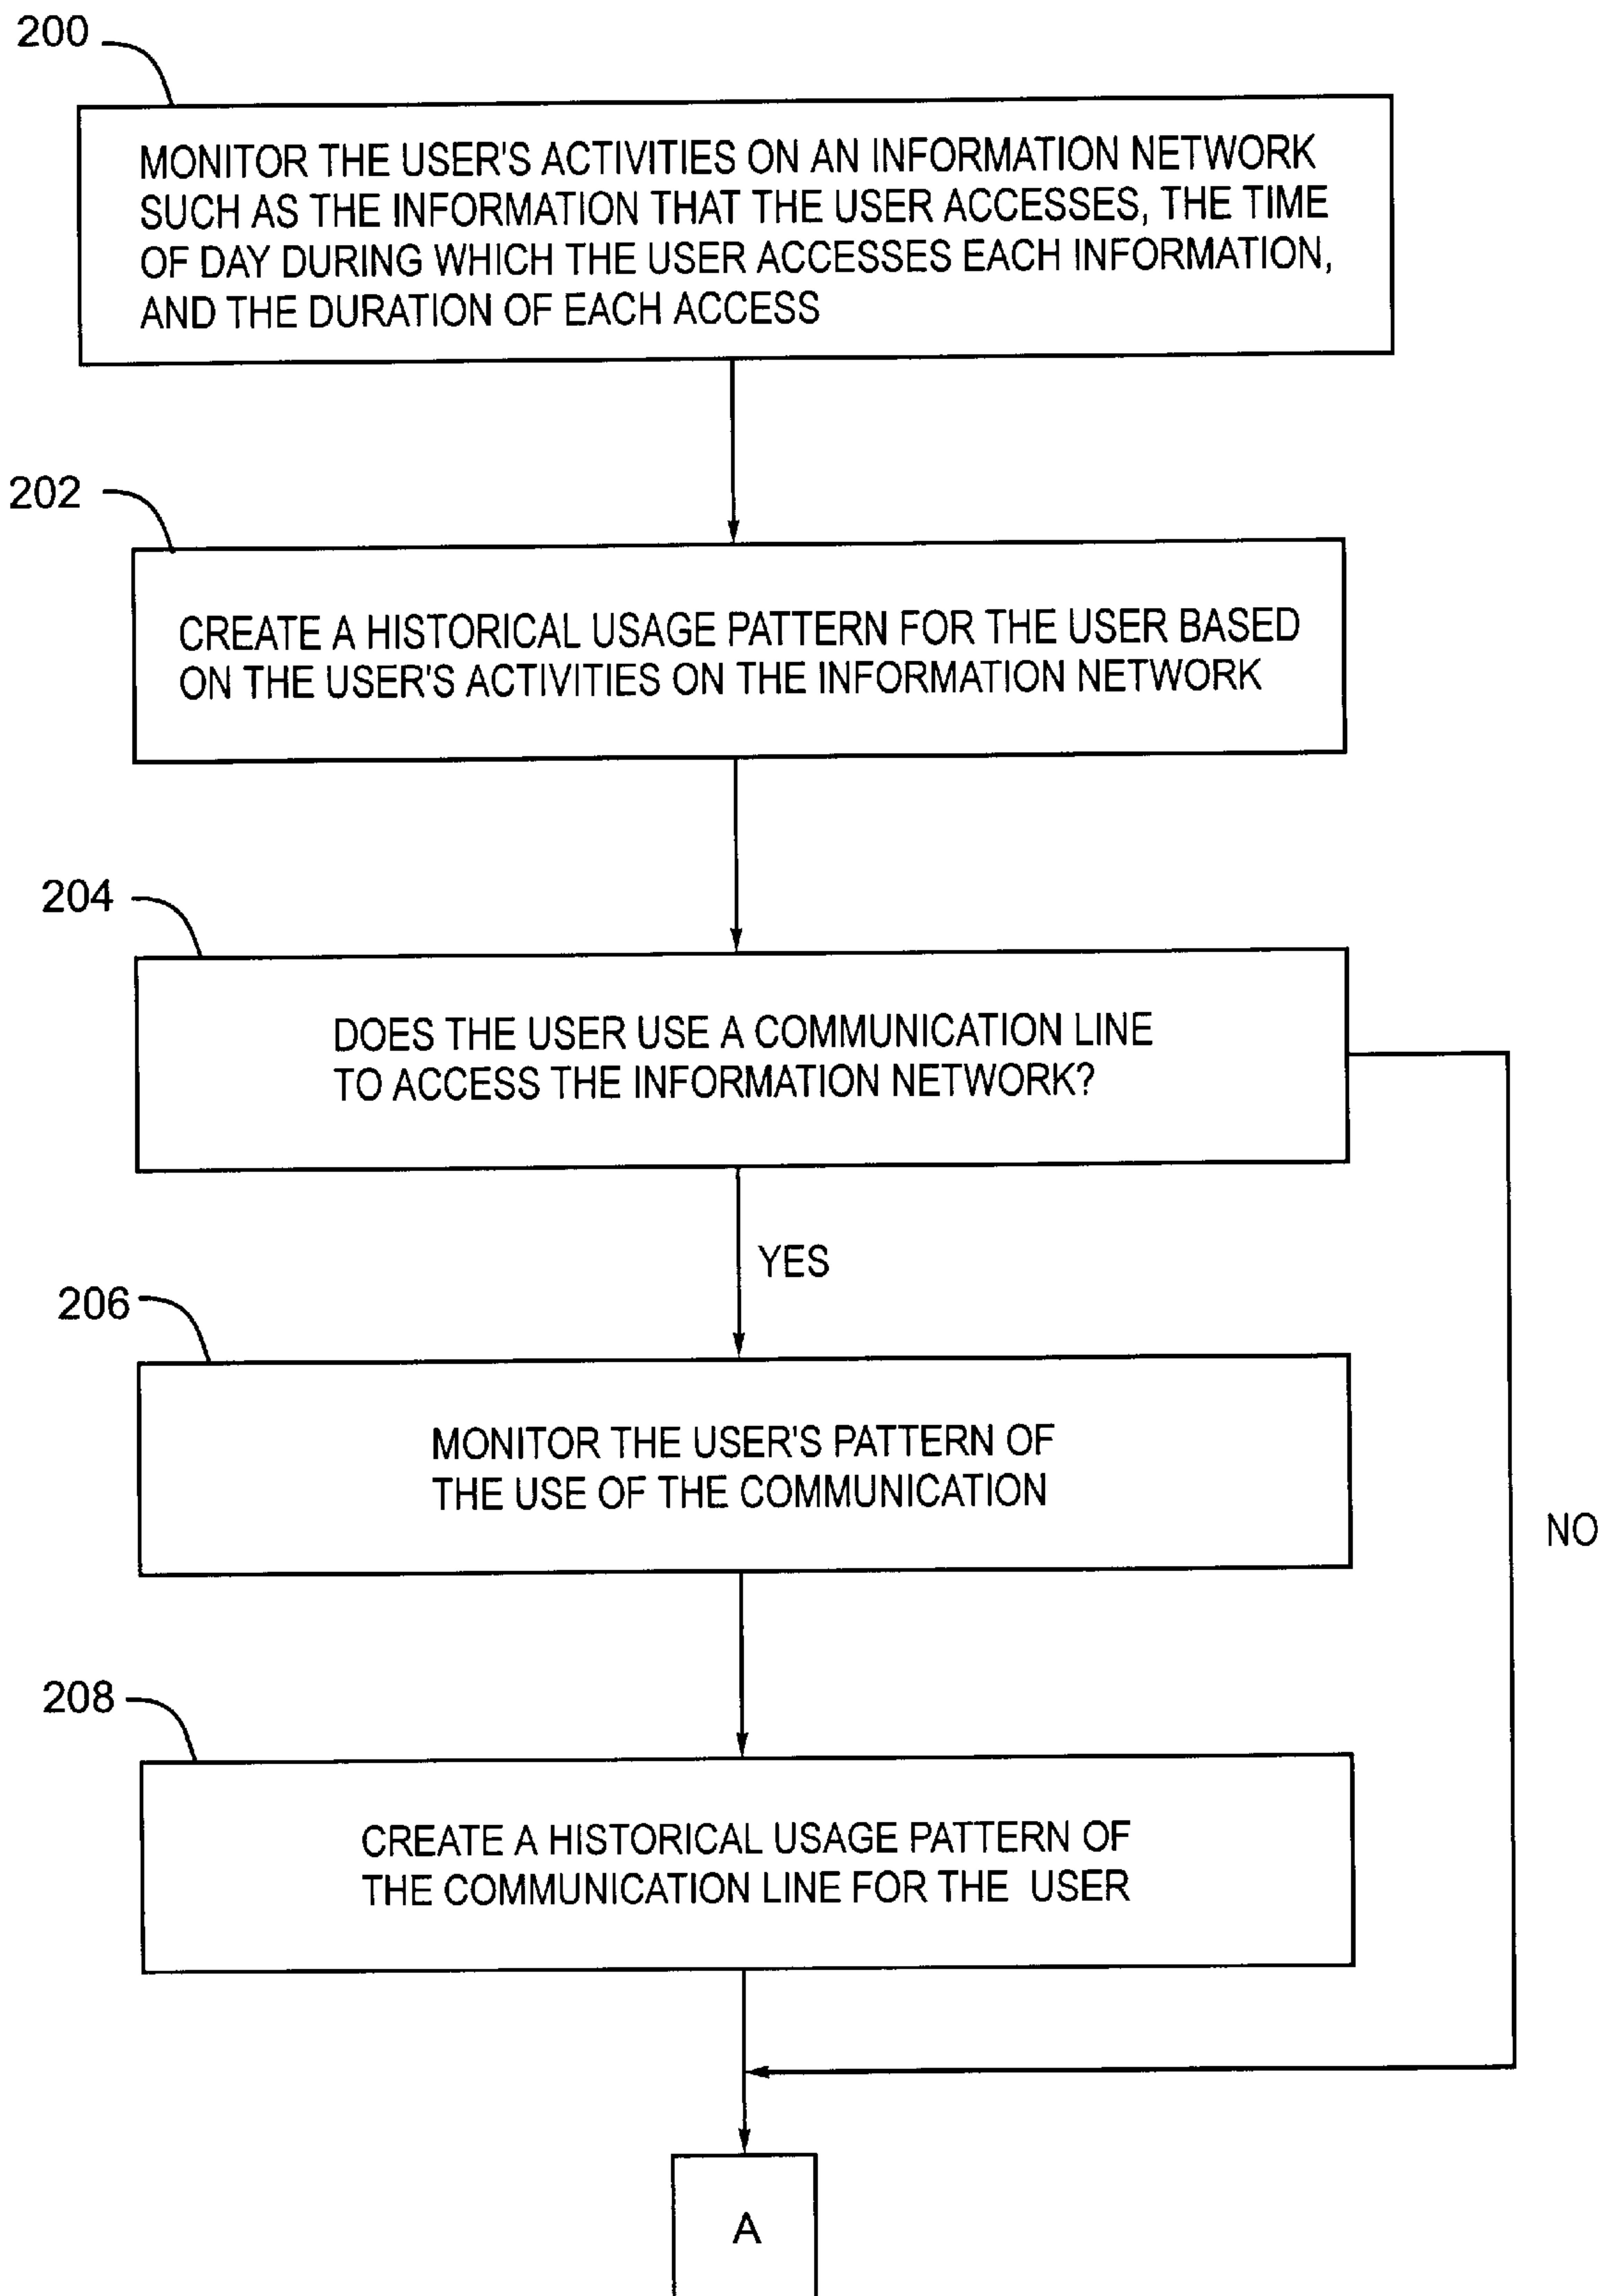 200
MONITOR THE USER'S ACTIVITIES ON AN INFORMATION NETWORK
SUCH AS THE INFORMATION THAT THE USER ACCESSES, THE TIME
OF DAY DURING WHICH THE USER ACCESSES EACH INFORMATION,
AND THE DURATION OF EACH ACCESS
202
CREATE A HISTORICAL USAGE PATTERN FOR THE USER BASED
ON THE USER'S ACTIVITIES ON THE INFORMATION NETWORK
204
DOES THE USER USE A COMMUNICATION LINE
TO ACCESS THE INFORMATION NETWORK?
YES
206
MONITOR THE USER'S PATTERN OF
THE USE OF THE COMMUNICATION
NO
208
CREATE A HISTORICAL USAGE PATTERN OF
THE COMMUNICATION LINE FOR THE USER
A